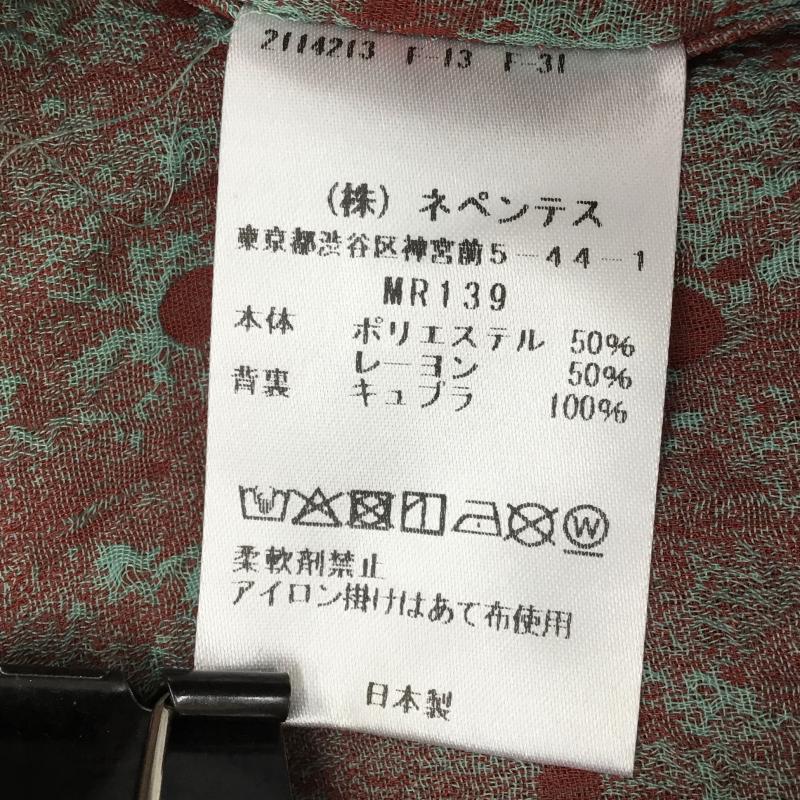 2114213 F-13 F-31
(株) ネペンテス
東京都渋谷区神宮前5-44-1
MR139
本体 ポリエステル 50%
レーヨン 50%
背裏 キュプラ 100%
W
柔軟剤禁止
アイロン掛けはあて布使用
日本製